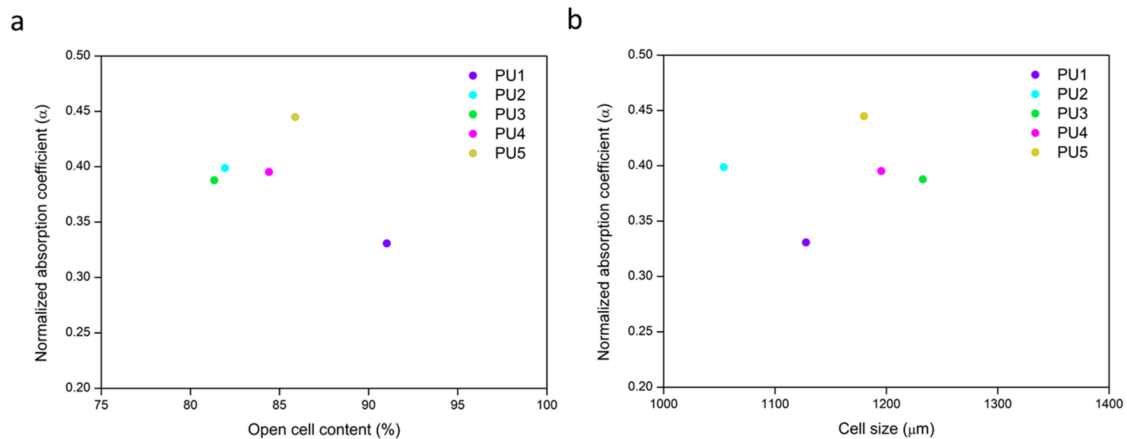 a
Normalized absorption coefficient (α)
0.50
0.45
0.40
0.35
0.30
0.25
0.20
75
80
85
90
95
100
Open cell content (%)
PU1
PU2
PU3
PU4
PU5
b
Normalized absorption coefficient (α)
0.50
0.45
0.40
0.35
0.30
0.25
0.20
1000
1100
1200
1300
1400
Cell size (μm)
PU1
PU2
PU3
PU4
PU5